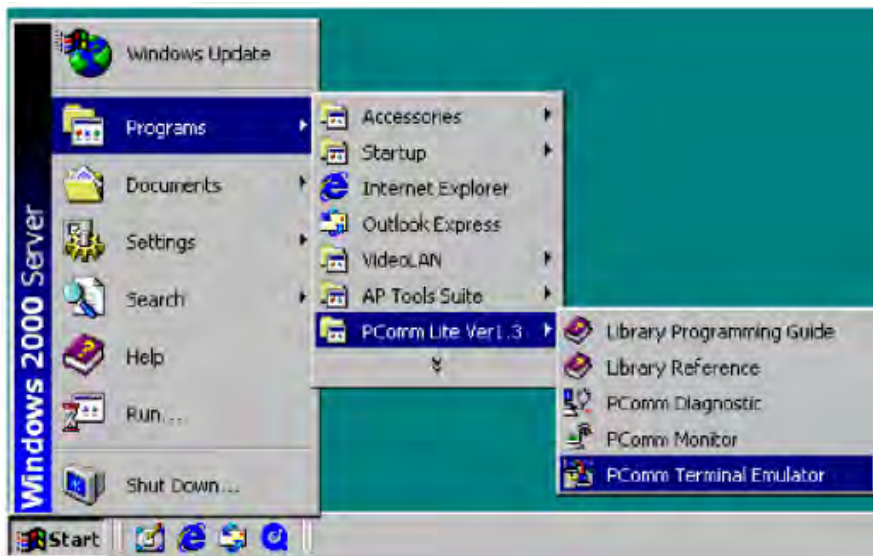 Windows 2000 Server
Windows Update
Programs
Documents
Settings
Search
Help
Run...
Shut Down...
Accessories
Startup
Internet Explorer
Outlook Express
VideoLAN
AP Tools Suite
PComm Lite Ver1.3
Library Programming Guide
Library Reference
PComm Diagnostic
PComm Monitor
PComm Terminal Emulator
Start